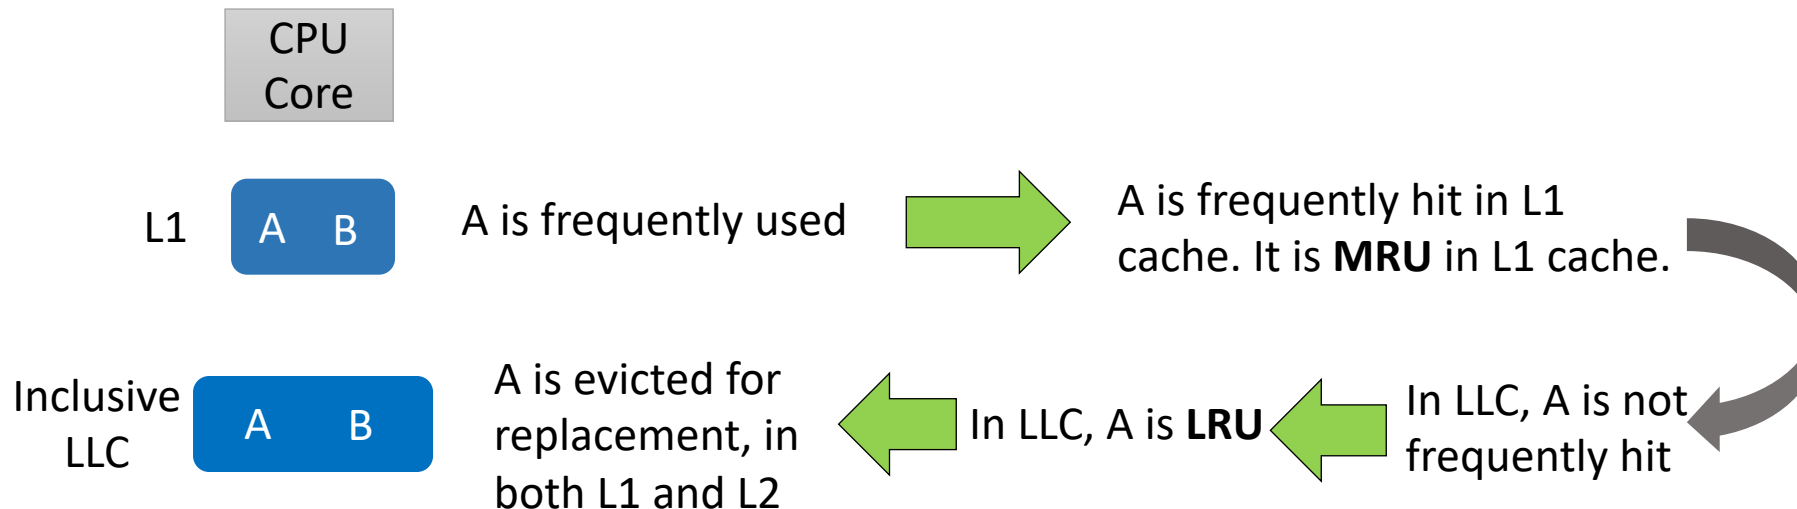 CPU
Core
L1
A B
A is frequently used
A is frequently hit in L1
cache. It is MRU in L1 cache.
Inclusive
LLC
A B
A is evicted for
replacement, in
both L1 and L2
In LLC, A is LRU
In LLC, A is not
frequently hit